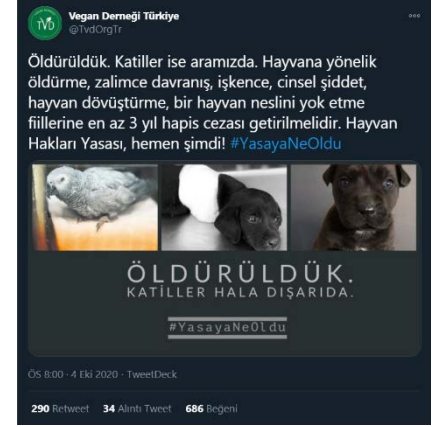 TVD
Vegan Derneği Türkiye
@TvdOrgTr
Öldürüldük. Katiller ise aramızda. Hayvana yönelik
öldürme, zalimce davranış, işkence, cinsel şiddet,
hayvan dövüştürme, bir hayvan neslini yok etme
fiillerine en az 3 yıl hapis cezası getirilmelidir. Hayvan
Hakları Yasası, hemen şimdi! #YasayaNeOldu
ÖLDÜRÜLDÜK.
KATİLLER HALA DIŞARIDA.
#YasayaNeOldu
ÖS 8:00 · 4 Eki 2020 · TweetDeck
290 Retweet 34 Alıntı Tweet 686 Beğeni